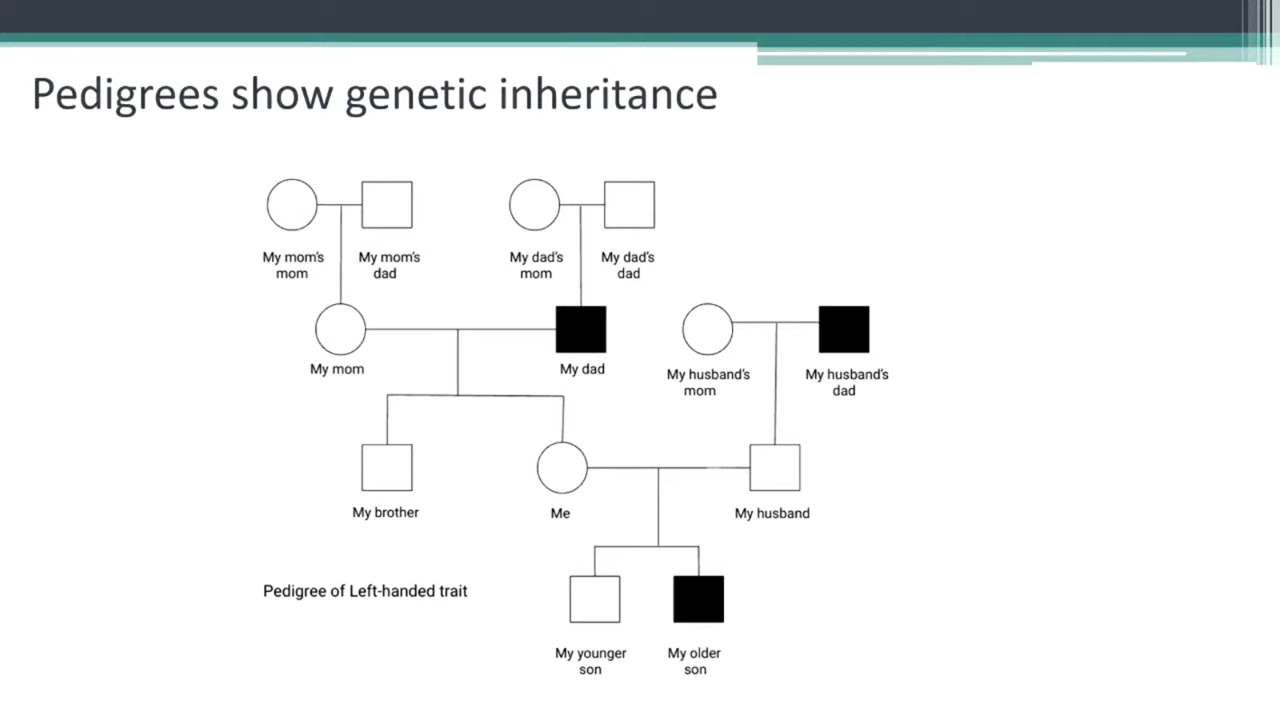 Pedigrees show genetic inheritance
My mom's
mom
My mom's
dad
My dad's
mom
My dad's
dad
My mom
My dad
My husband's
mom
My husband's
dad
My brother
Me
My husband
Pedigree of Left-handed trait
My younger
son
My older
son